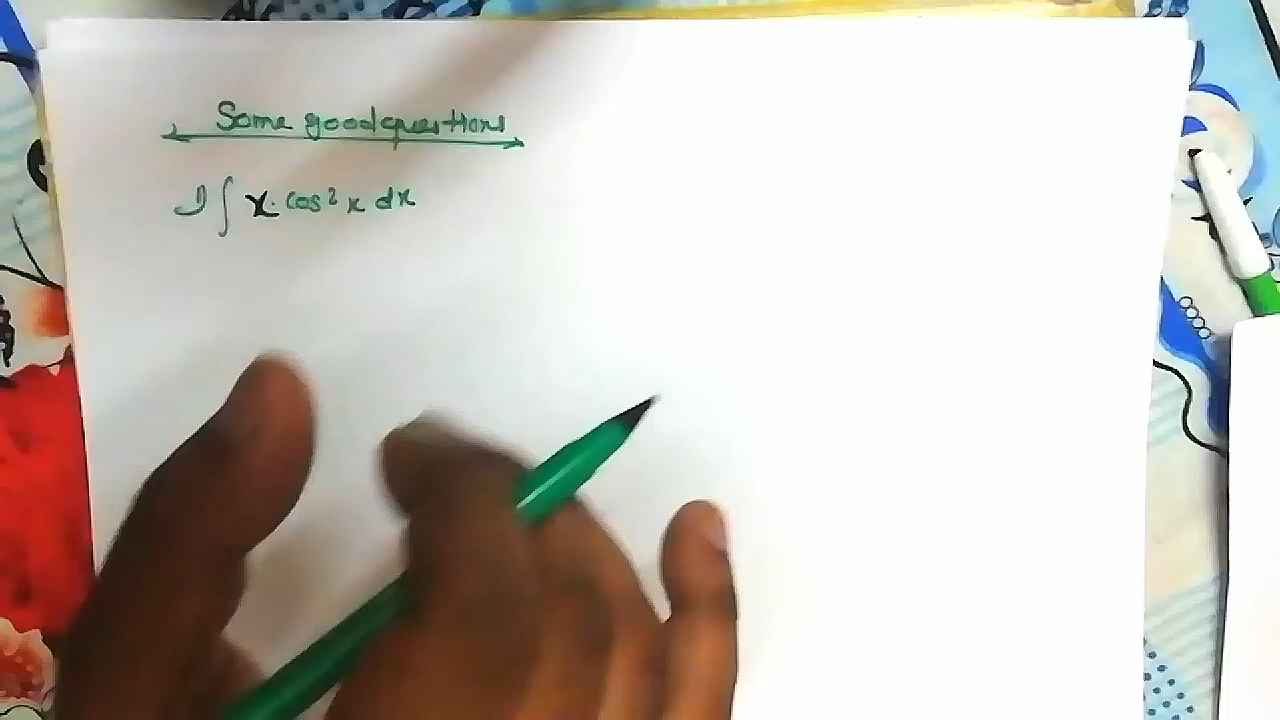 Some good questions
1) ∫ x. cos² x dx